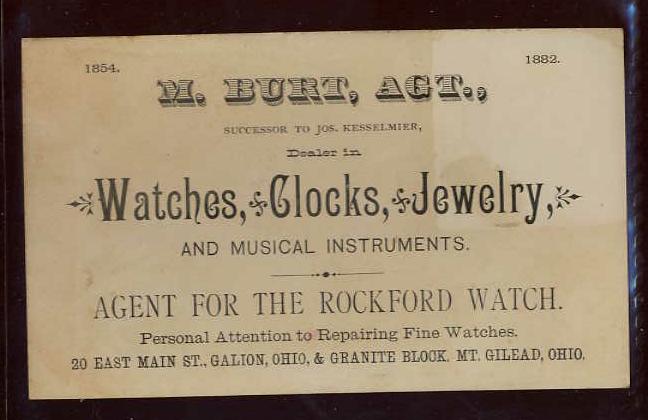 1854.
1882.
M. BURT, AGT.,
SUCCESSOR TO JOS. KESSELMIER,
Dealer in
Watches, Clocks, Jewelry,
AND MUSICAL INSTRUMENTS.
AGENT FOR THE ROCKFORD WATCH.
Personal Attention to Repairing Fine Watches.
20 EAST MAIN ST., GALION, OHIO, & GRANITE BLOCK, MT. GILEAD, OHIO.